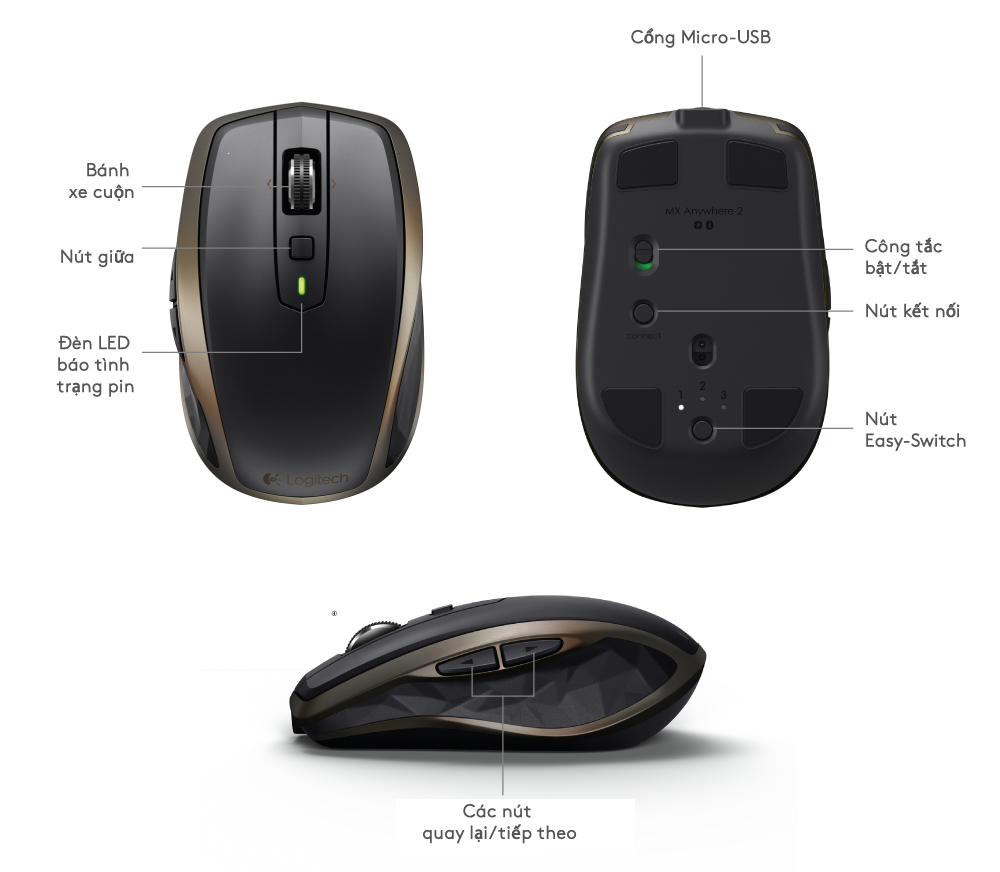 Cổng Micro-USB
Bánh
xe cuộn
Nút giữa
Đèn LED
báo tình
trạng pin
Logitech
MX Anywhere 2
connect
1 2 3
Công tắc
bật/tắt
Nút kết nối
Nút
Easy-Switch
Các nút
quay lại/tiếp theo